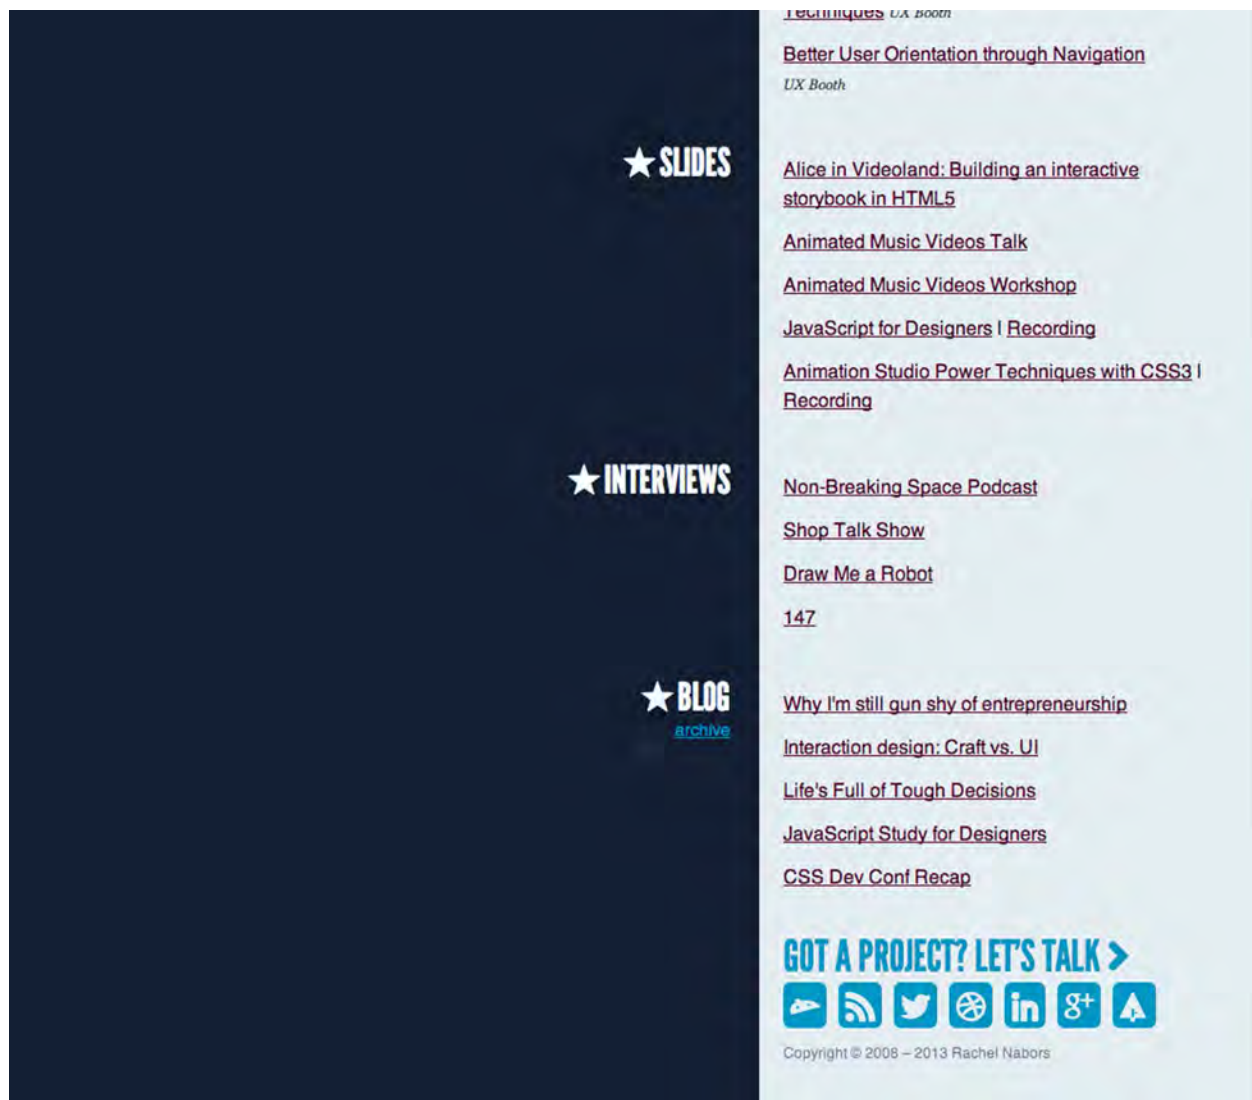 Techniques UX Booth
Better User Orientation through Navigation
UX Booth
★ SLIDES
Alice in Videoland: Building an interactive
storybook in HTML5
Animated Music Videos Talk
Animated Music Videos Workshop
JavaScript for Designers | Recording
Animation Studio Power Techniques with CSS3 |
Recording
★ INTERVIEWS
Non-Breaking Space Podcast
Shop Talk Show
Draw Me a Robot
147
★ BLOG
archive
Why I'm still gun shy of entrepreneurship
Interaction design: Craft vs. UI
Life's Full of Tough Decisions
JavaScript Study for Designers
CSS Dev Conf Recap
GOT A PROJECT? LET'S TALK >
in g+
Copyright © 2008 – 2013 Rachel Nabors